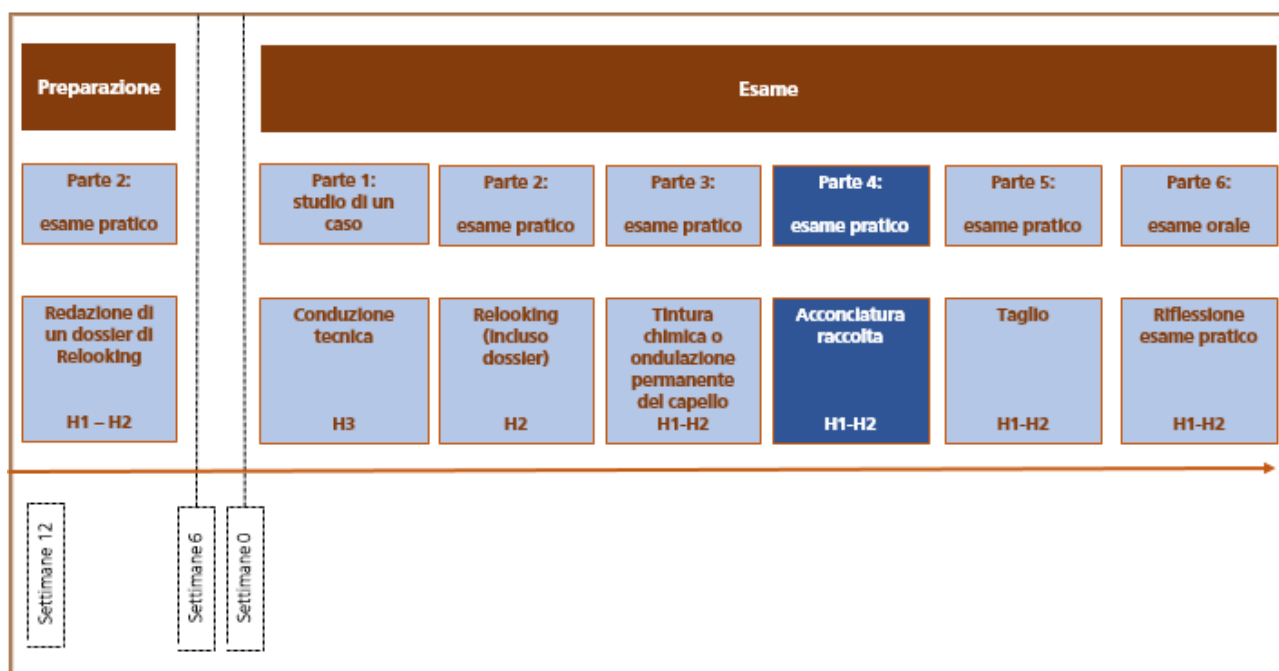 Preparazione
Esame
Parte 2:
esame pratico
Parte 1:
studio di un
caso
Parte 2:
esame pratico
Parte 3:
esame pratico
Parte 4:
esame pratico
Parte 5:
esame pratico
Parte 6:
esame orale
Redazione di
un dossier di
Relooking
H1 – H2
Conduzione
tecnica
H3
Relooking
(incluso
dossier)
H2
Tintura
chimica o
ondulazione
permanente
del capello
H1-H2
Acconciatura
raccolta
H1-H2
Taglio
H1-H2
Riflessione
esame pratico
H1-H2
Settimane 12
Settimane 6
Settimane 0